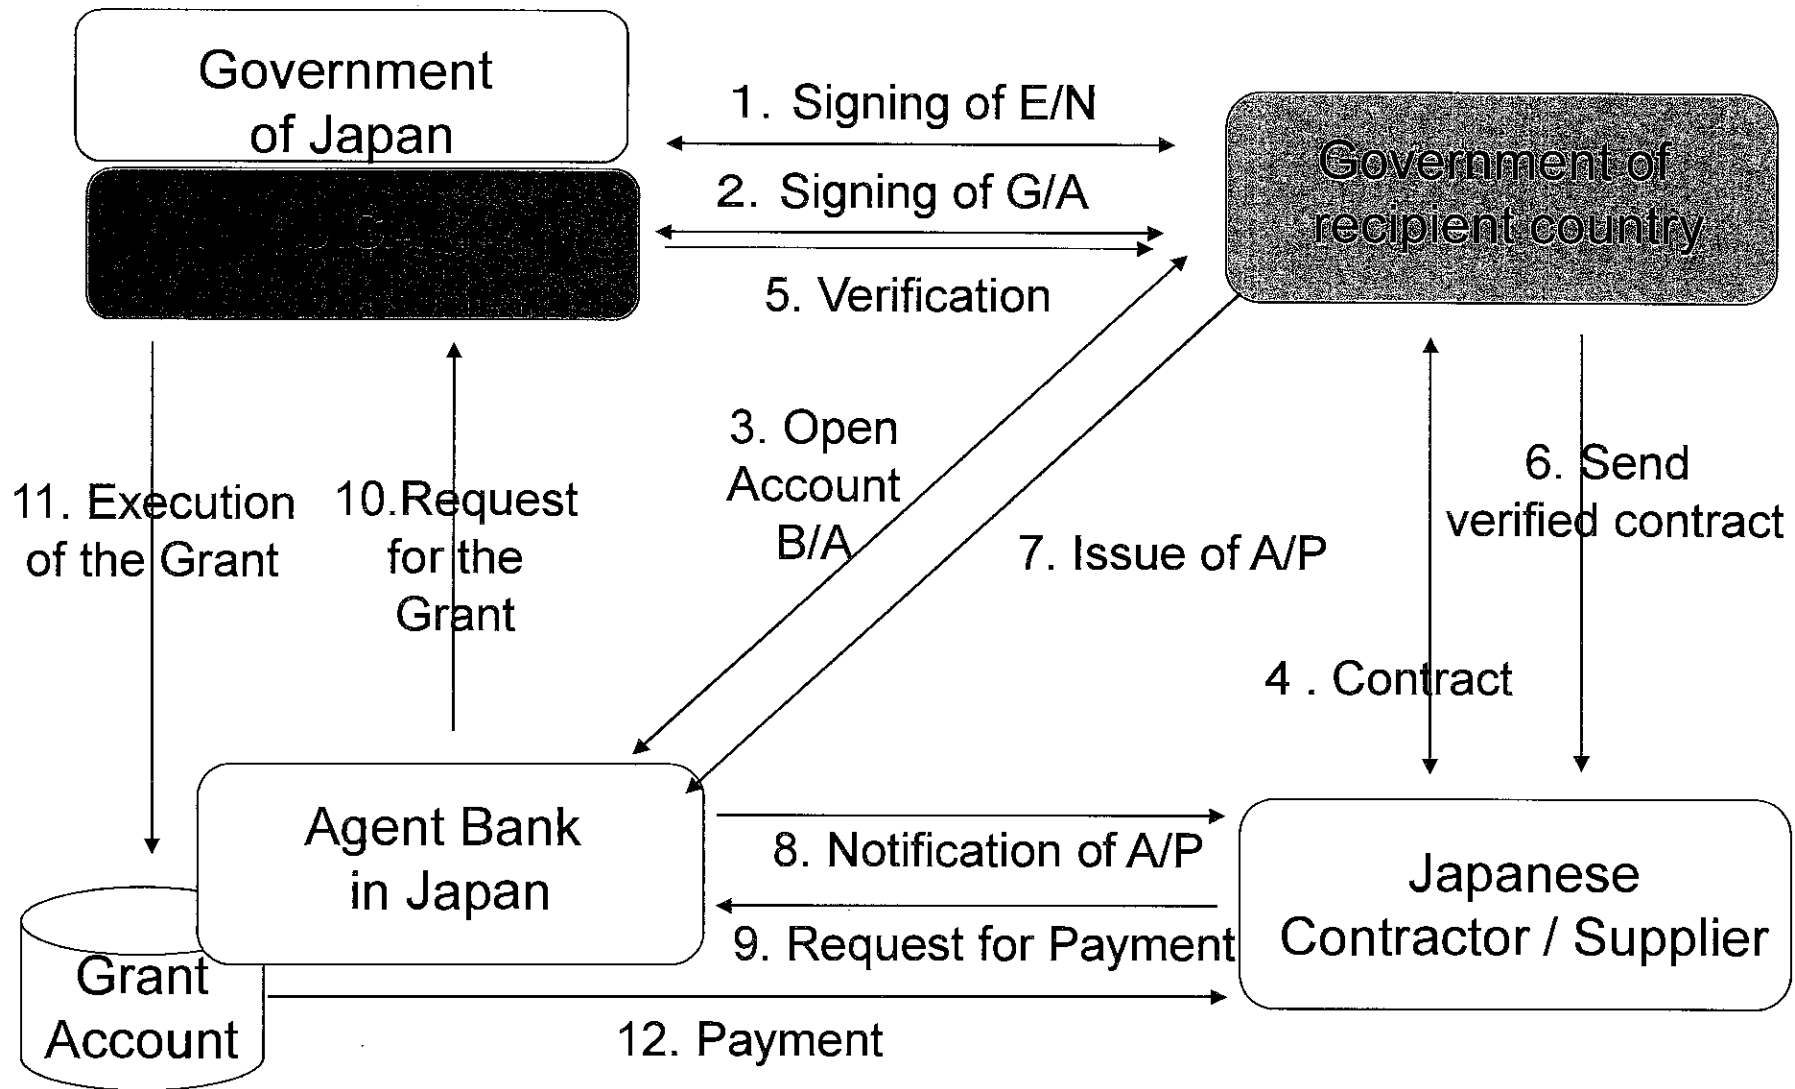 Government
of Japan
1. Signing of E/N
Government of
recipient country
2. Signing of G/A
5. Verification
3. Open
Account
B/A
7. Issue of A/P
6. Send
verified contract
4 . Contract
11. Execution
of the Grant
10.Request
for the
Grant
Agent Bank
in Japan
8. Notification of A/P
9. Request for Payment
Japanese
Contractor / Supplier
Grant
Account
12. Payment